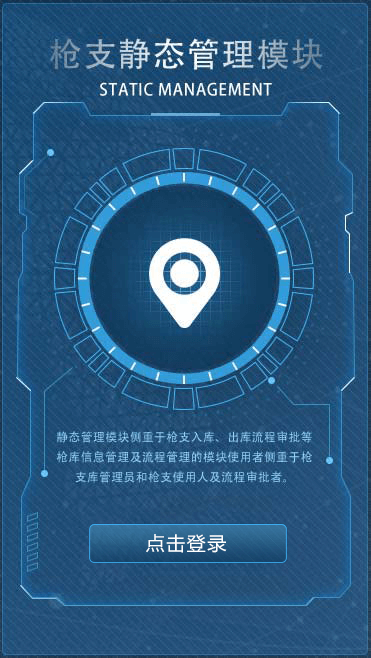 枪支静态管理模块
STATIC MANAGEMENT
静态管理模块侧重于枪支入库、出库流程审批等
枪库信息管理及流程管理的模块使用者侧重于枪
支库管理员和枪支使用人及流程审批者。
点击登录